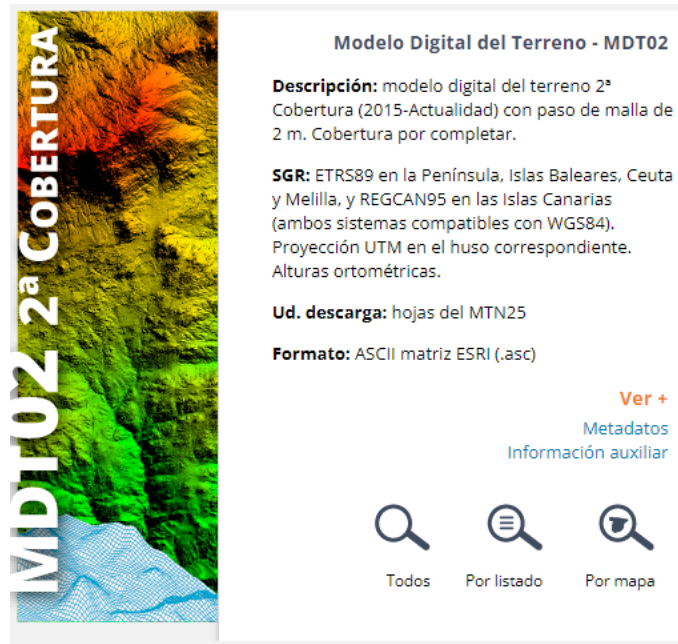 MDT02 2ª COBERTURA
Modelo Digital del Terreno - MDT02
Descripción: modelo digital del terreno 2ª
Cobertura (2015-Actualidad) con paso de malla de
2 m. Cobertura por completar.
SGR: ETRS89 en la Península, Islas Baleares, Ceuta
y Melilla, y REGCAN95 en las Islas Canarias
(ambos sistemas compatibles con WGS84).
Proyección UTM en el huso correspondiente.
Alturas ortométricas.
Ud. descarga: hojas del MTN25
Formato: ASCII matriz ESRI (.asc)
Ver +
Metadatos
Información auxiliar
Todos Por listado Por mapa